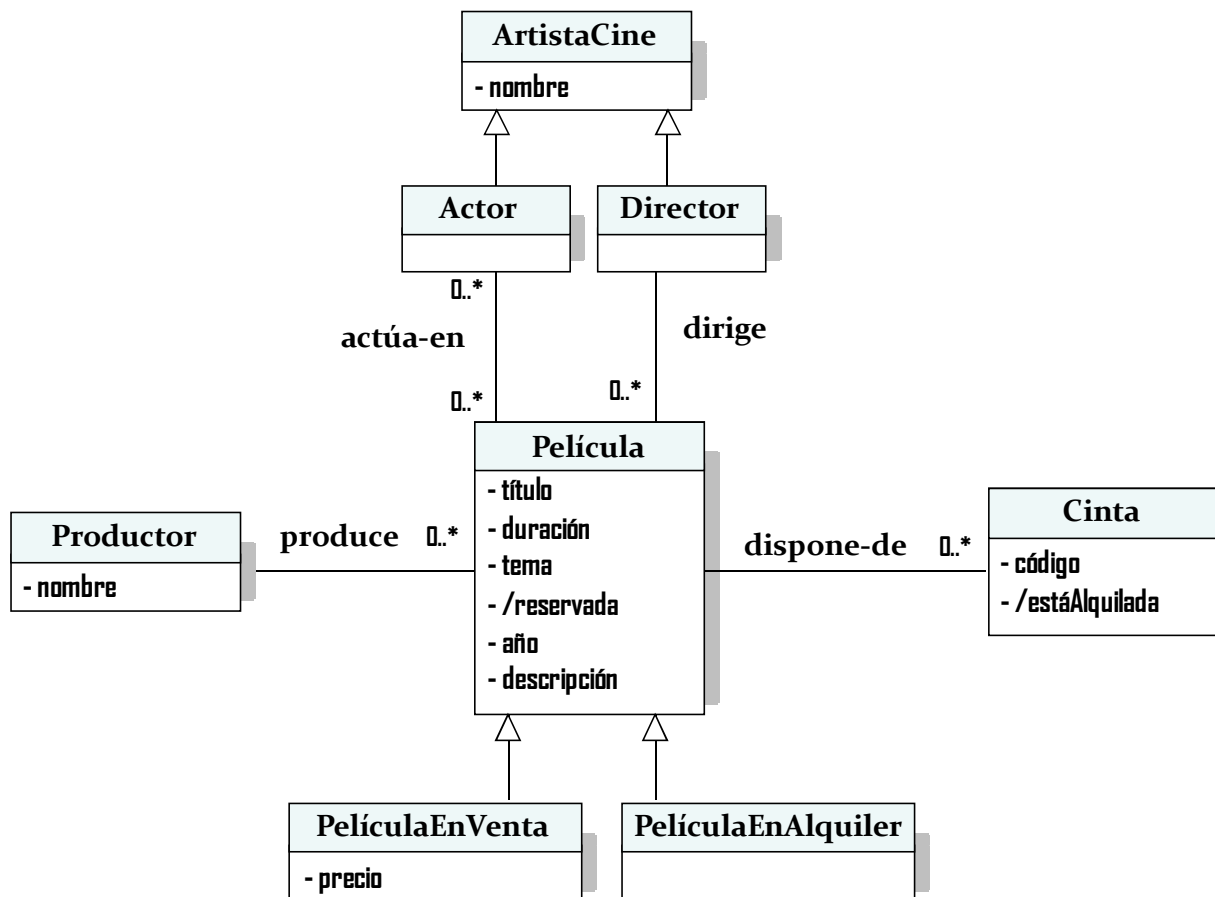 ArtistaCine
- nombre
Actor
Director
0..*
actúa-en
dirige
0..*
0..*
Película
- título
- duración
- tema
- /reservada
- año
- descripción
Productor
- nombre
produce
0..*
dispone-de
0..*
Cinta
- código
- /estáAlquilada
PelículaEnVenta
- precio
PelículaEnAlquiler